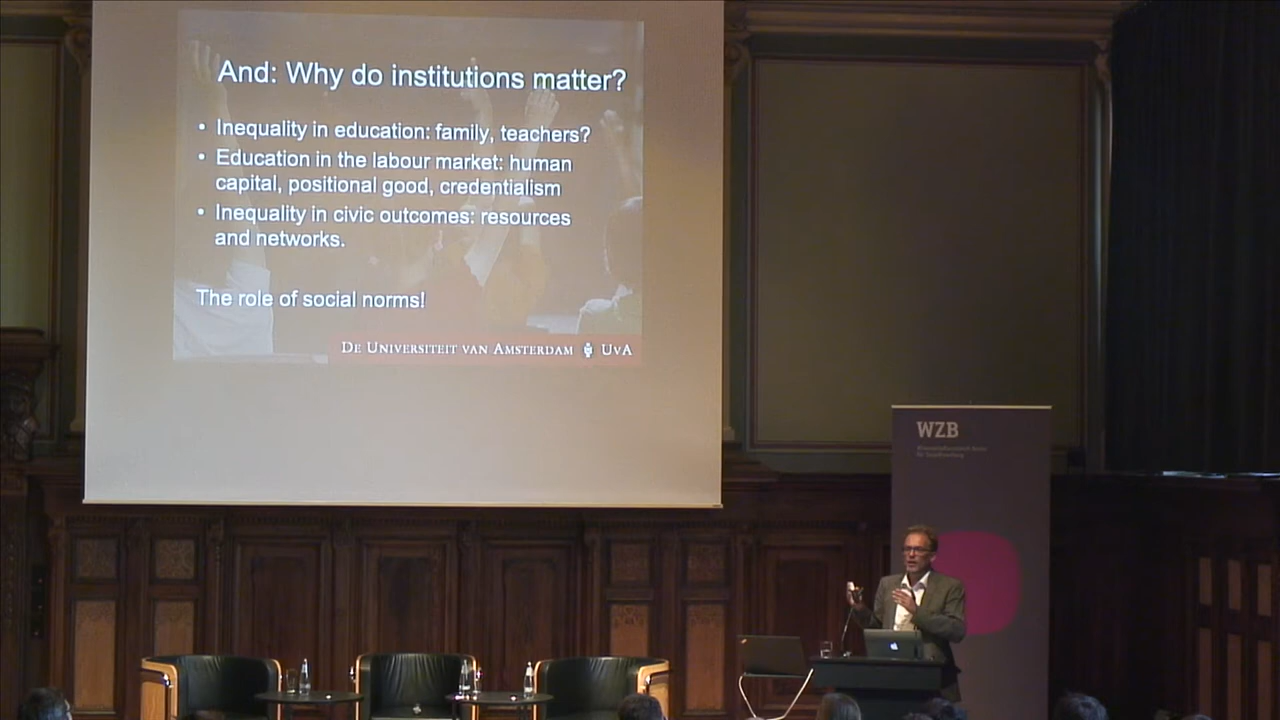 And: Why do institutions matter?
• Inequality in education: family, teachers?
• Education in the labour market: human
capital, positional good, credentialism
• Inequality in civic outcomes: resources
and networks.
The role of social norms!
DE UNIVERSITEIT VAN AMSTERDAM UVA
WZB